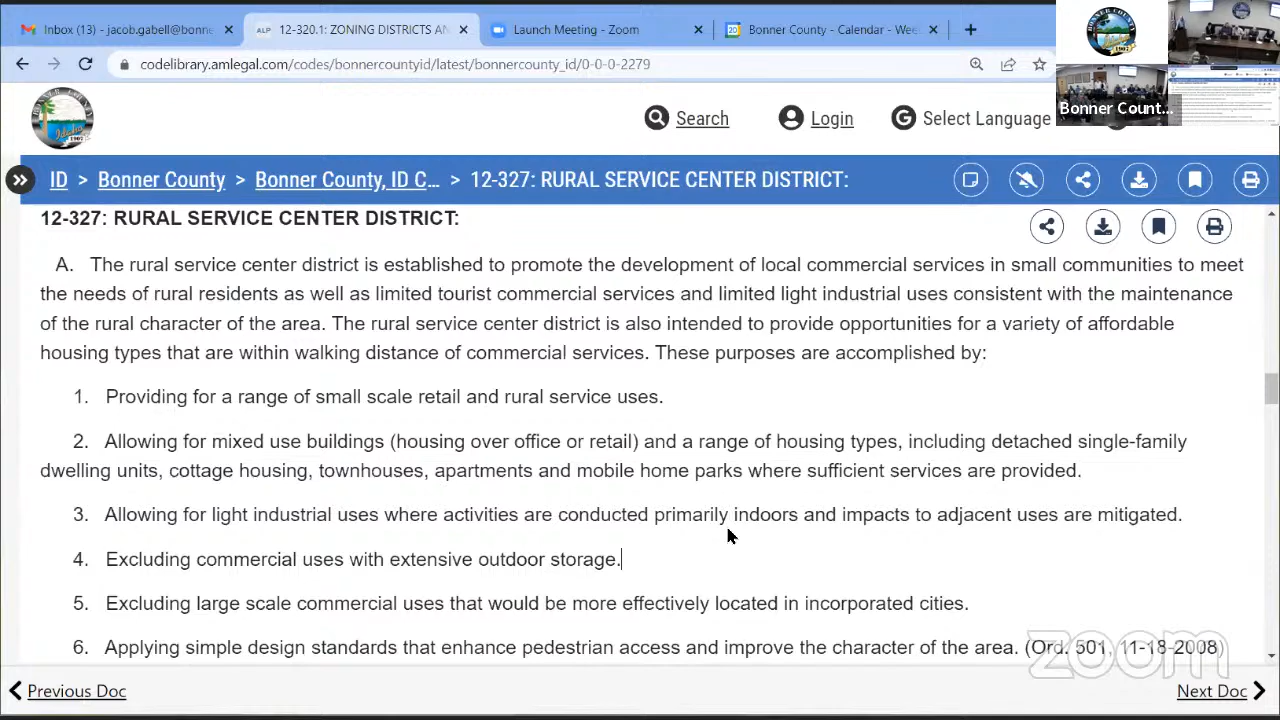 Inbox (13) - jacob.gabell@bonne
12-320.1: ZONING DISTRICTS AN
Launch Meeting - Zoom
Bonner County - Calendar - Wee
codelibrary.amlegal.com/codes/bonnercou
/latest/bonnercounty_id/0-0-0-2279
Bonner Count...
Search
Login
Select Language
ID > Bonner County > Bonner County, ID C... > 12-327: RURAL SERVICE CENTER DISTRICT:
12-327: RURAL SERVICE CENTER DISTRICT:
A. The rural service center district is established to promote the development of local commercial services in small communities to meet
the needs of rural residents as well as limited tourist commercial services and limited light industrial uses consistent with the maintenance
of the rural character of the area. The rural service center district is also intended to provide opportunities for a variety of affordable
housing types that are within walking distance of commercial services. These purposes are accomplished by:
1. Providing for a range of small scale retail and rural service uses.
2. Allowing for mixed use buildings (housing over office or retail) and a range of housing types, including detached single-family
dwelling units, cottage housing, townhouses, apartments and mobile home parks where sufficient services are provided.
3. Allowing for light industrial uses where activities are conducted primarily indoors and impacts to adjacent uses are mitigated.
4. Excluding commercial uses with extensive outdoor storage.
5. Excluding large scale commercial uses that would be more effectively located in incorporated cities.
6. Applying simple design standards that enhance pedestrian access and improve the character of the area. (Ord. 501, 11-18-2008)
zoom
Previous Doc
Next Doc